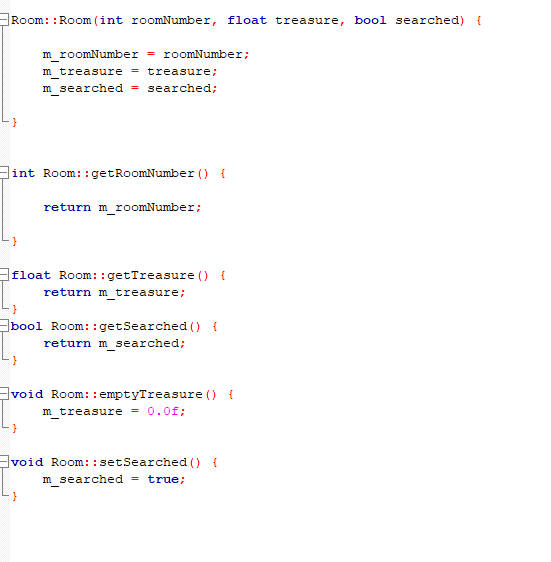 Room::Room(int roomNumber, float treasure, bool searched) {
m_roomNumber = roomNumber;
m_treasure = treasure;
m_searched = searched;
}
int Room::getRoomNumber() {
return m_roomNumber;
}
float Room::getTreasure() {
return m_treasure;
}
bool Room::getSearched() {
return m_searched;
}
void Room::emptyTreasure() {
m_treasure = 0.0f;
}
void Room::setSearched() {
m_searched = true;
}